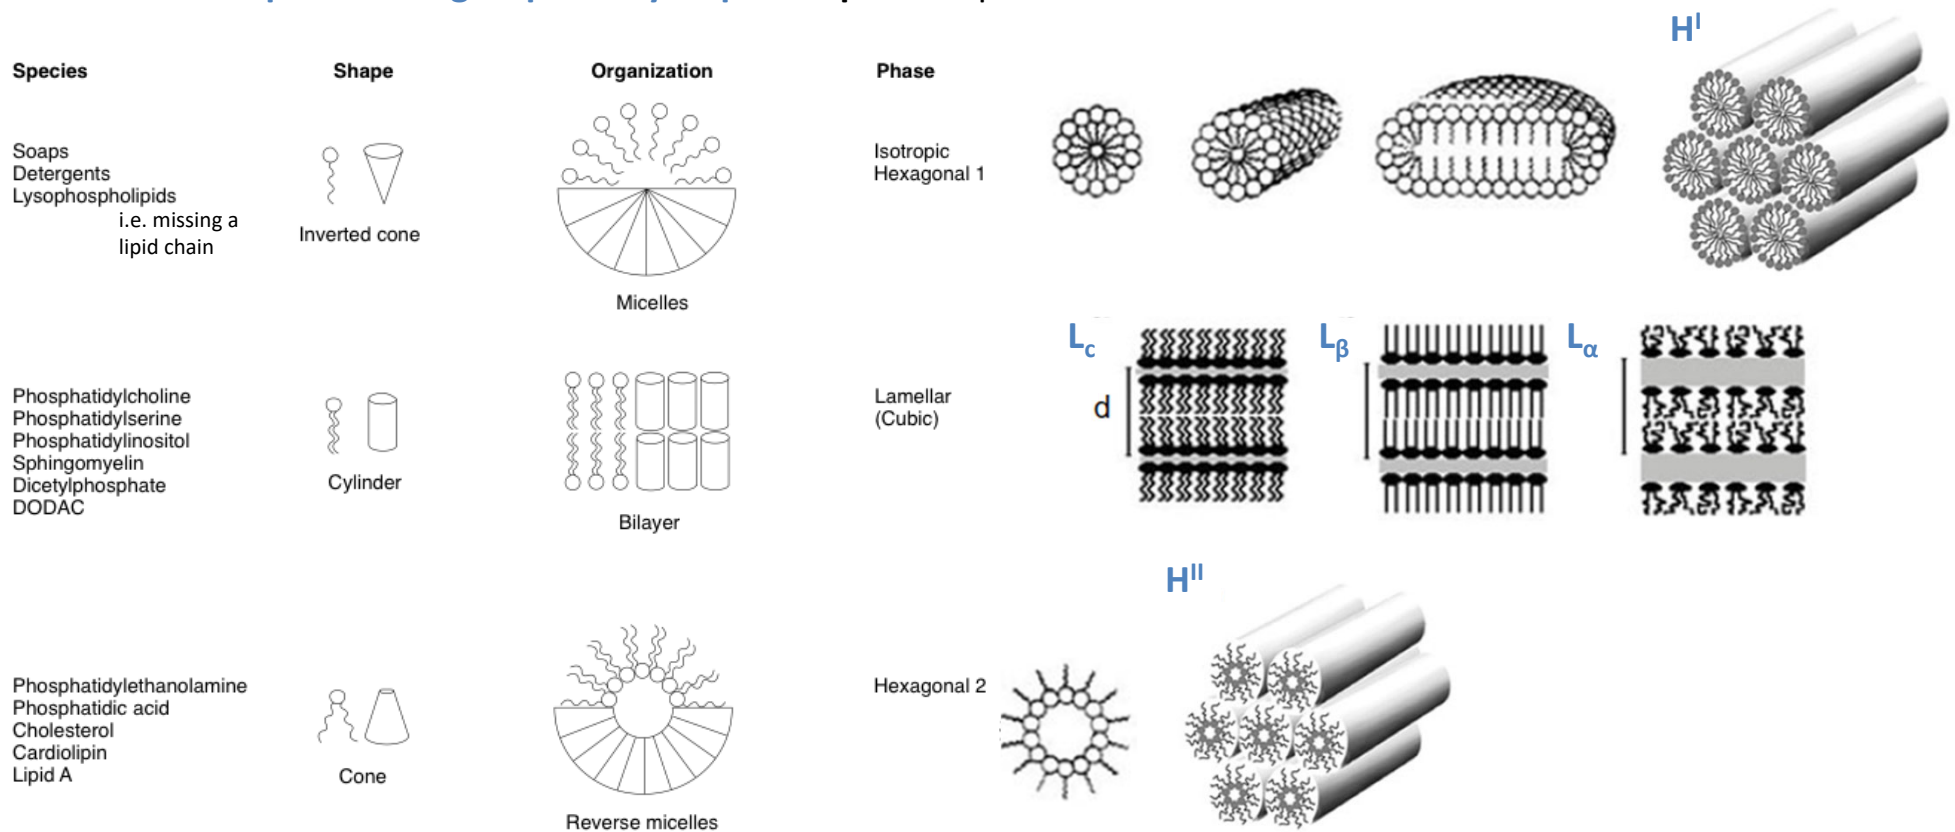 Species
Shape
Organization
Phase
H^I
Soaps
Detergents
Lysophospholipids
i.e. missing a
lipid chain
Inverted cone
Micelles
Isotropic
Hexagonal 1
Phosphatidylcholine
Phosphatidylserine
Phosphatidylinositol
Sphingomyelin
Dicetylphosphate
DODAC
Cylinder
Bilayer
Lamellar
(Cubic)
L_c
d
L_β
L_α
Phosphatidylethanolamine
Phosphatidic acid
Cholesterol
Cardiolipin
Lipid A
Cone
Reverse micelles
Hexagonal 2
H^II